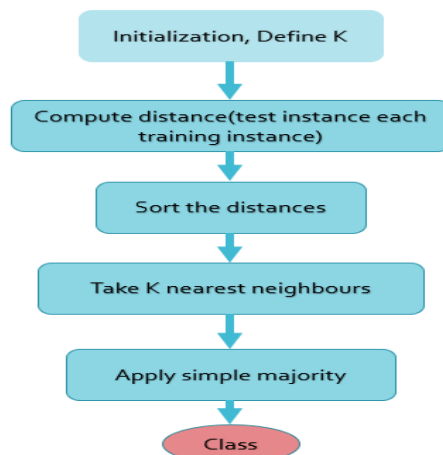 Initialization, Define K
Compute distance(test instance each
training instance)
Sort the distances
Take K nearest neighbours
Apply simple majority
Class